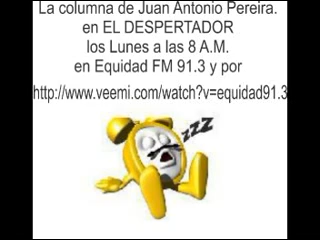 La columna de Juan Antonio Pereira.
en EL DESPERTADOR
los Lunes a las 8 A.M.
en Equidad FM 91.3 y por
http://www.veemi.com/watch?v=equidad91.3
zzz